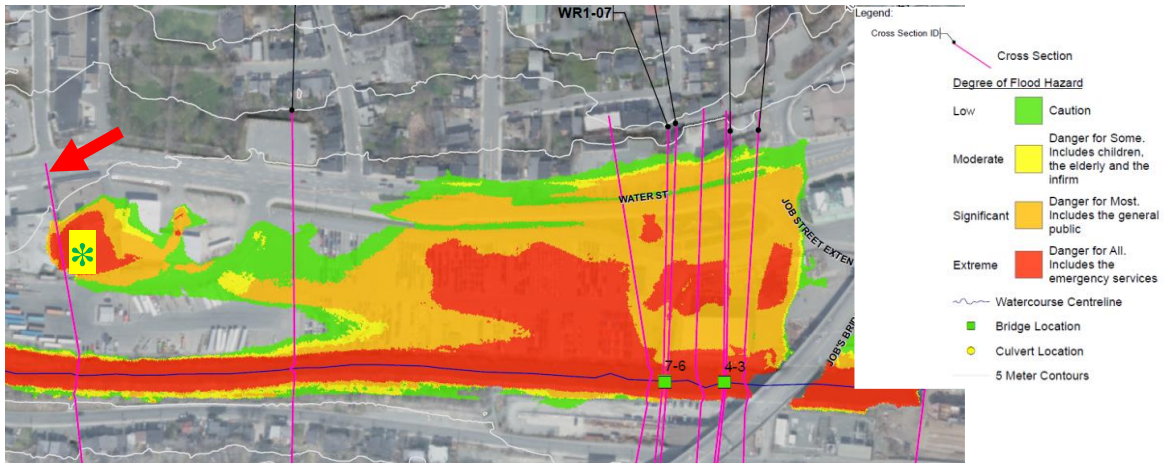 WR1-07
WATER ST
JOB STREET EXTEN
JOB'S BRID
7-6
4-3
Legend:
Cross Section ID
Cross Section
Degree of Flood Hazard
Low
Caution
Moderate
Danger for Some.
Includes children,
the elderly and the
infirm
Significant
Danger for Most.
Includes the general
public
Extreme
Danger for All.
Includes the
emergency services
Watercourse Centreline
Bridge Location
Culvert Location
5 Meter Contours